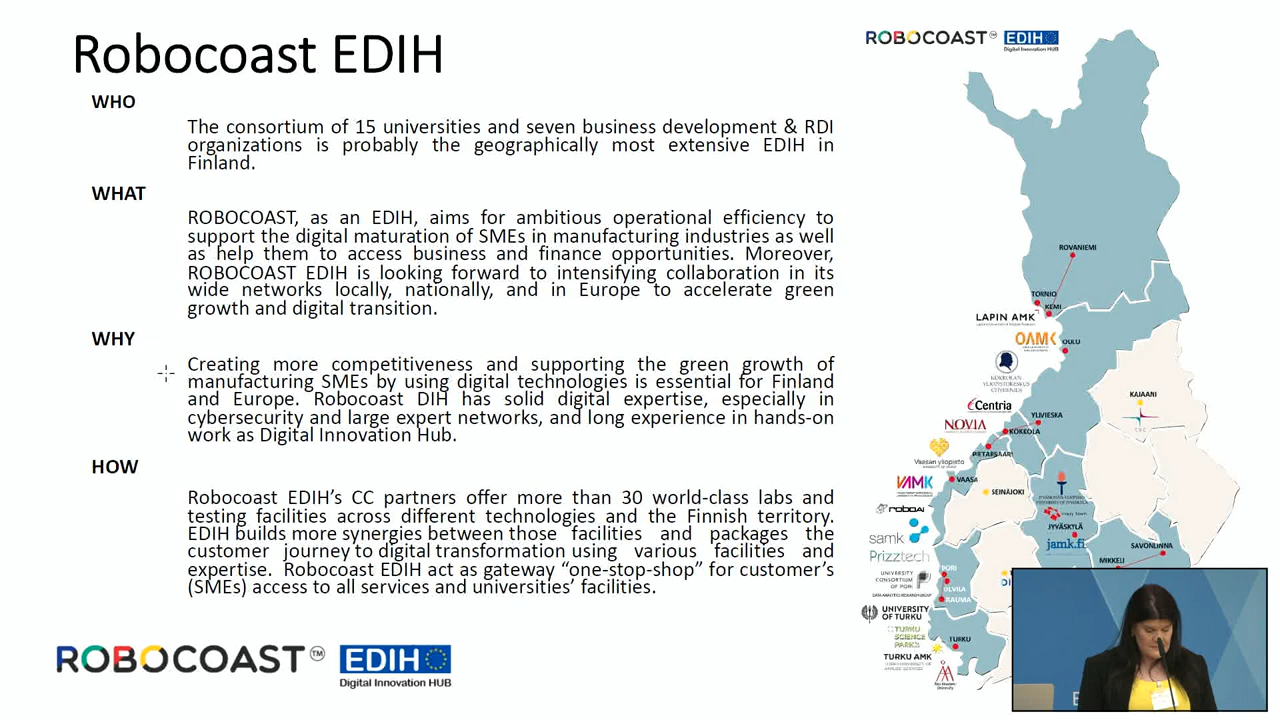 Robocoast EDIH
WHO
The consortium of 15 universities and seven business development & RDI
organizations is probably the geographically most extensive EDIH in
Finland.
WHAT
ROBOCOAST, as an EDIH, aims for ambitious operational efficiency to
support the digital maturation of SMEs in manufacturing industries as well
as help them to access business and finance opportunities. Moreover,
ROBOCOAST EDIH is looking forward to intensifying collaboration in its
wide networks locally, nationally, and in Europe to accelerate green
growth and digital transition.
WHY
Creating more competitiveness and supporting the green growth of
manufacturing SMEs by using digital technologies is essential for Finland
and Europe. Robocoast DIH has solid digital expertise, especially in
cybersecurity and large expert networks, and long experience in hands-on
work as Digital Innovation Hub.
HOW
Robocoast EDIH's CC partners offer more than 30 world-class labs and
testing facilities across different technologies and the Finnish territory.
EDIH builds more synergies between those facilities and packages the
customer journey to digital transformation using various facilities and
expertise. Robocoast EDIH act as gateway “one-stop-shop” for customer's
(SMEs) access to all services and universities' facilities.
ROBOCOAST™ EDIH
Digital Innovation HUB
ROBOCOAST™ EDIH
Digital Innovation HUB
ROVANIEMI
TORNIO
KEMI
LAPIN AMK
OAMK
OULU
KOKKOLAN
YLIOPISTOKESKUS
CHYDENIUS
KAJAANI
Centria
YLIVIESKA
NOVIA
KOKKOLA
PIETARSAARI
Vaasan yliopisto
VAMK
VAASA
SEINÄJOKI
ROBOAI
samk
Prizztech
JYVÄSKYLÄ
jamk.fi
SAVONLINNA
MIKKELI
UNIVERSITY
CONSORTIUM
OF PORI
PORI
ULVILA
RAUMA
UNIVERSITY
OF TURKU
TURKU
SCIENCE
PARK
TURKU
TURKU AMK